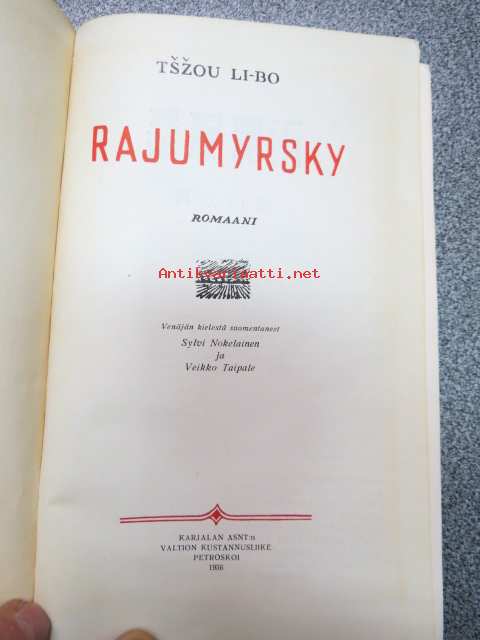 TŠŽOU LI-BO
RAJUMYRSKY
ROMAANI
Antikvariaatti.net
Venäjän kielestä suomentaneet
Sylvi Nokelainen
ja
Veikko Taipale
KARJALAN ASNT:n
VALTION KUSTANNUSLIIKE
PETROSKOI
1956